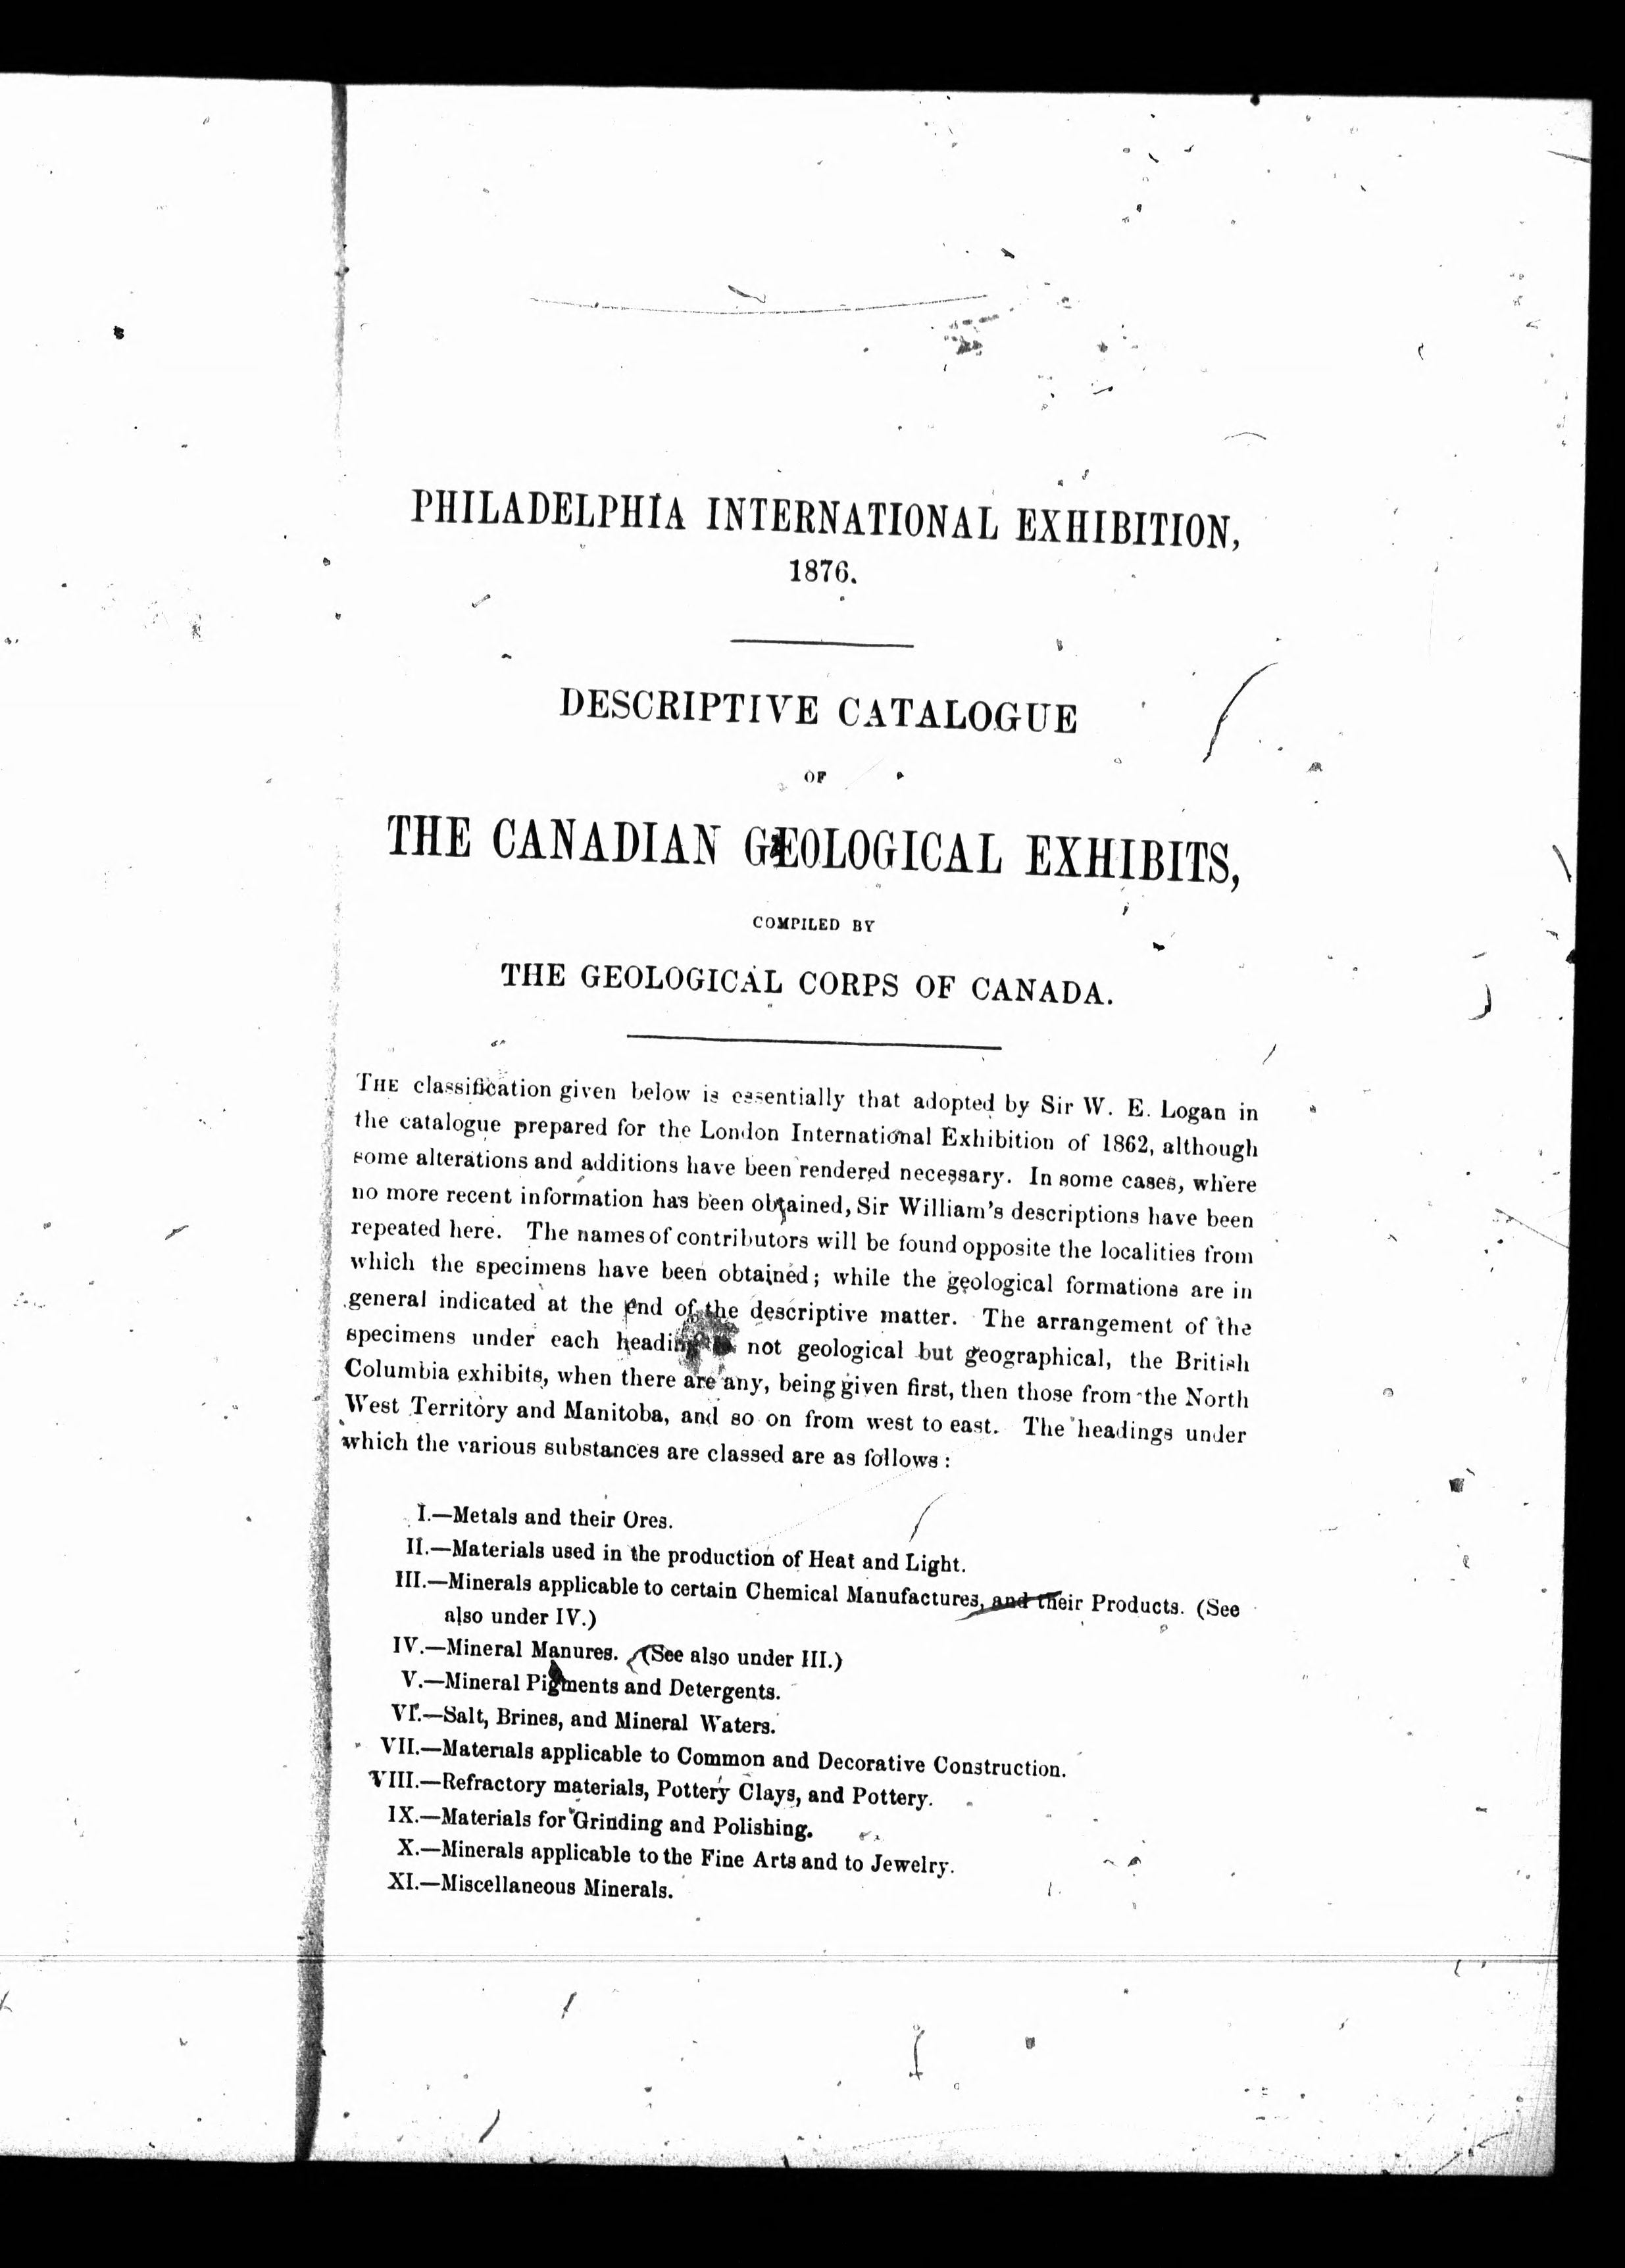 PHILADELPHIA INTERNATIONAL EXHIBITION,
1876.
DESCRIPTIVE CATALOGUE
OF
THE CANADIAN GEOLOGICAL EXHIBITS,
COMPILED BY
THE GEOLOGICAL CORPS OF CANADA.
THE classification given below is essentially that adopted by Sir W. E. Logan in
the catalogue prepared for the London International Exhibition of 1862, although
some alterations and additions have been rendered necessary. In some cases, where
no more recent information has been obtained, Sir William's descriptions have been
repeated here. The names of contributors will be found opposite the localities from
which the specimens have been obtained; while the geological formations are in
general indicated at the end of the descriptive matter. The arrangement of the
specimens under each heading not geological but geographical, the British
Columbia exhibits, when there are any, being given first, then those from the North
West Territory and Manitoba, and so on from west to east. The headings under
which the various substances are classed are as follows:
I.—Metals and their Ores.
II.—Materials used in the production of Heat and Light.
III.—Minerals applicable to certain Chemical Manufactures, and their Products. (See
also under IV.)
IV.—Mineral Manures. (See also under III.)
V.—Mineral Pigments and Detergents.
VI.—Salt, Brines, and Mineral Waters.
VII.—Materials applicable to Common and Decorative Construction.
VIII.—Refractory materials, Pottery Clays, and Pottery.
IX.—Materials for Grinding and Polishing.
X.—Minerals applicable to the Fine Arts and to Jewelry.
XI.—Miscellaneous Minerals.